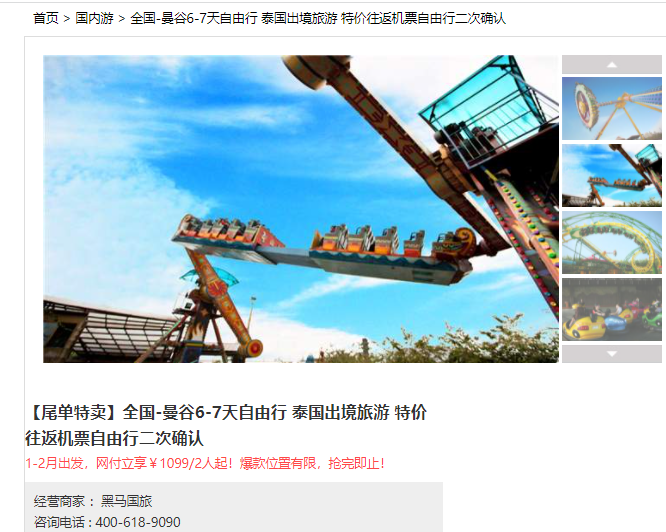 首页 > 国内游 > 全国-曼谷6-7天自由行 泰国出境旅游 特价往返机票自由行二次确认
【尾单特卖】全国-曼谷6-7天自由行 泰国出境旅游 特价
往返机票自由行二次确认
1-2月出发，网付立享￥1099/2人起！爆款位置有限，抢完即止！
经营商家： 黑马国旅
咨询电话 : 400-618-9090